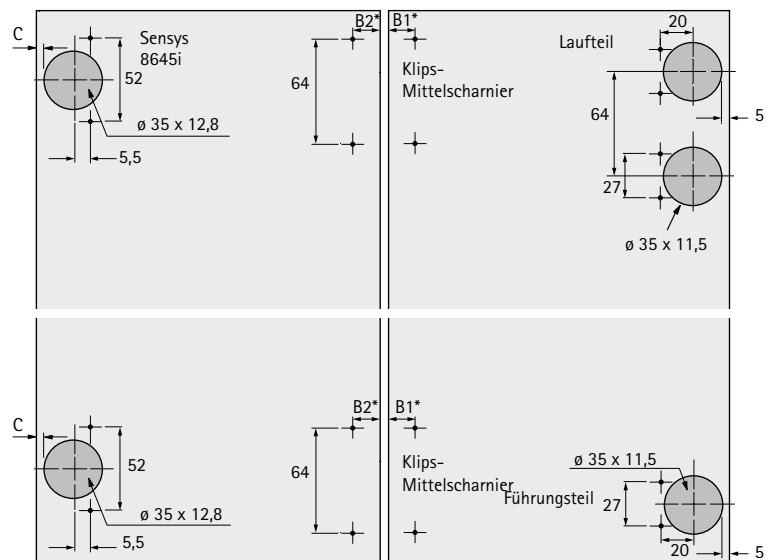 C
Sensys
8645i
52
ø 35 x 12,8
5,5
B2*
B1*
64
Klips-
Mittelscharnier
Laufteil
20
64
5
27
ø 35 x 11,5
C
52
ø 35 x 12,8
5,5
B2*
B1*
64
Klips-
Mittelscharnier
Führungsteil
ø 35 x 11,5
27
20
5